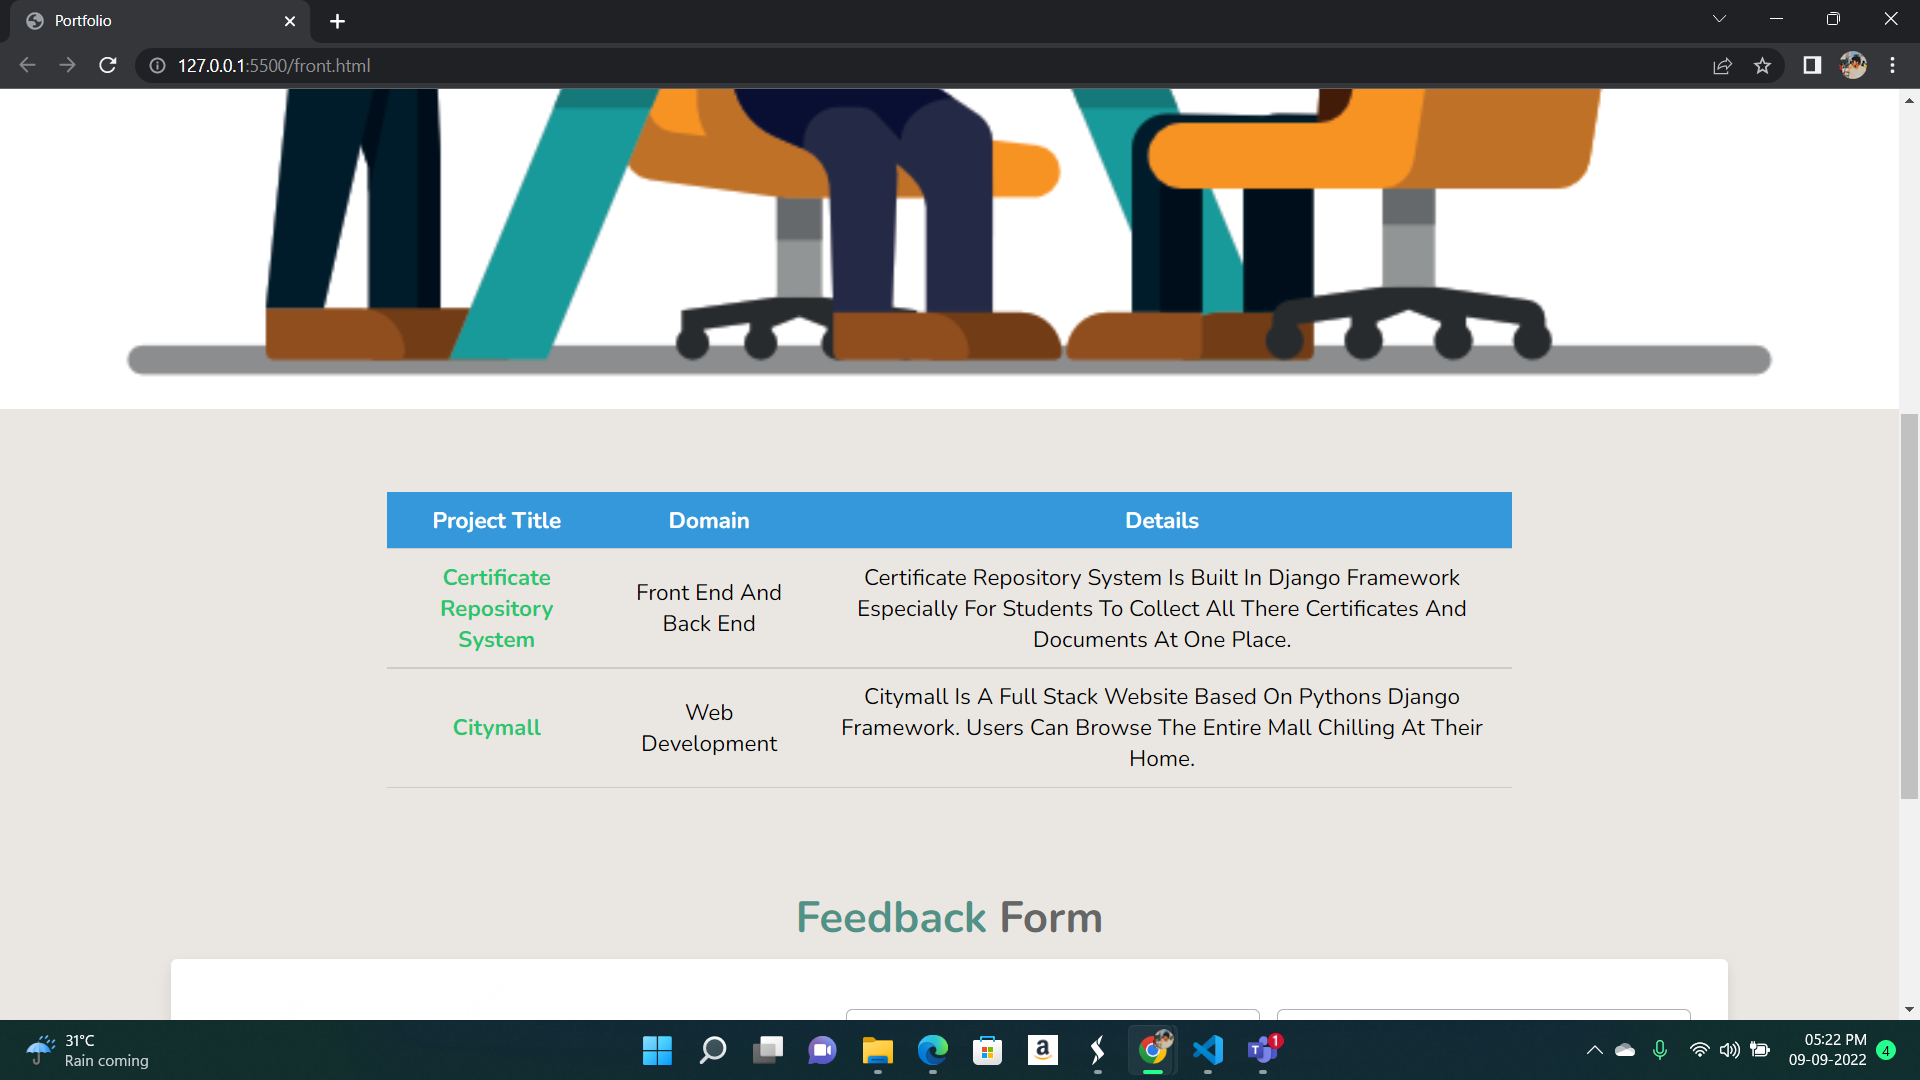 Portfolio
127.0.0.1:5500/front.html
Project Title Domain Details
Certificate
Repository
System
Front End And
Back End
Certificate Repository System Is Built In Django Framework
Especially For Students To Collect All There Certificates And
Documents At One Place.
Citymall
Web
Development
Citymall Is A Full Stack Website Based On Pythons Django
Framework. Users Can Browse The Entire Mall Chilling At Their
Home.
Feedback Form
31°C
Rain coming
a
T
1
05:22 PM
09-09-2022
4